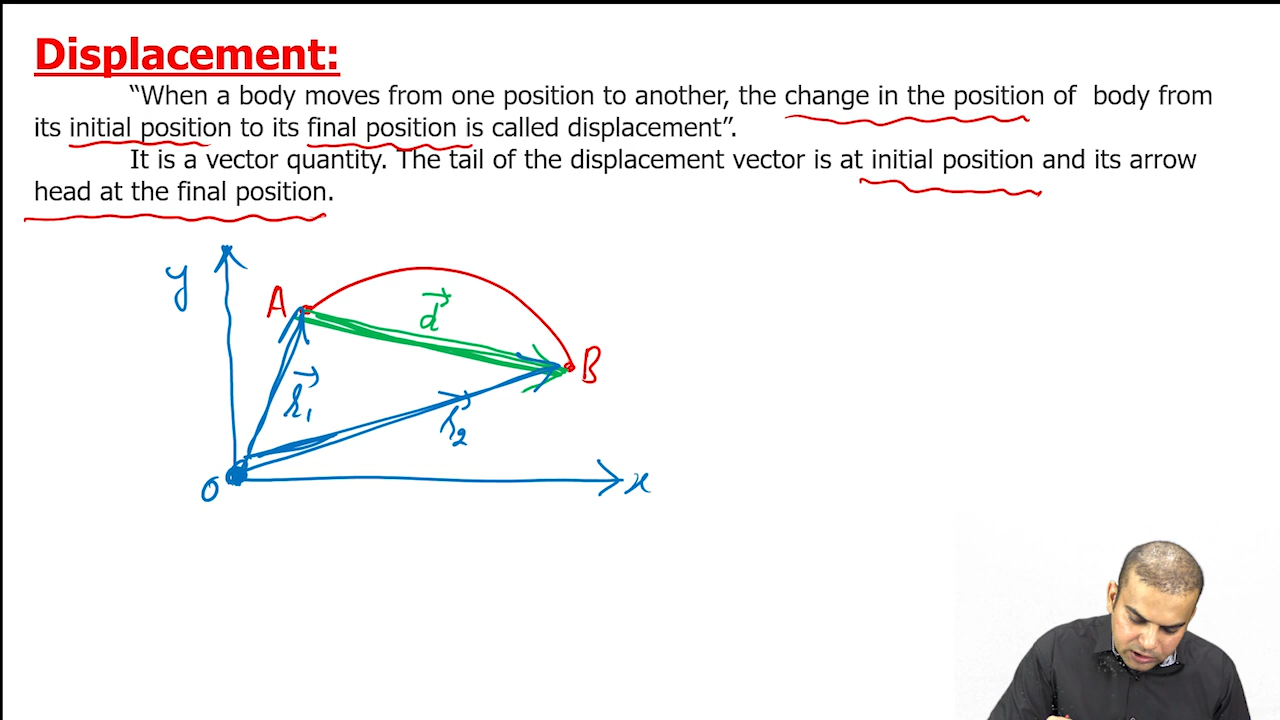 Displacement:
“When a body moves from one position to another, the change in the position of body from
its initial position to its final position is called displacement”.
It is a vector quantity. The tail of the displacement vector is at initial position and its arrow
head at the final position.
y
A
d⃗
B
r⃗₁
r⃗₂
O
x